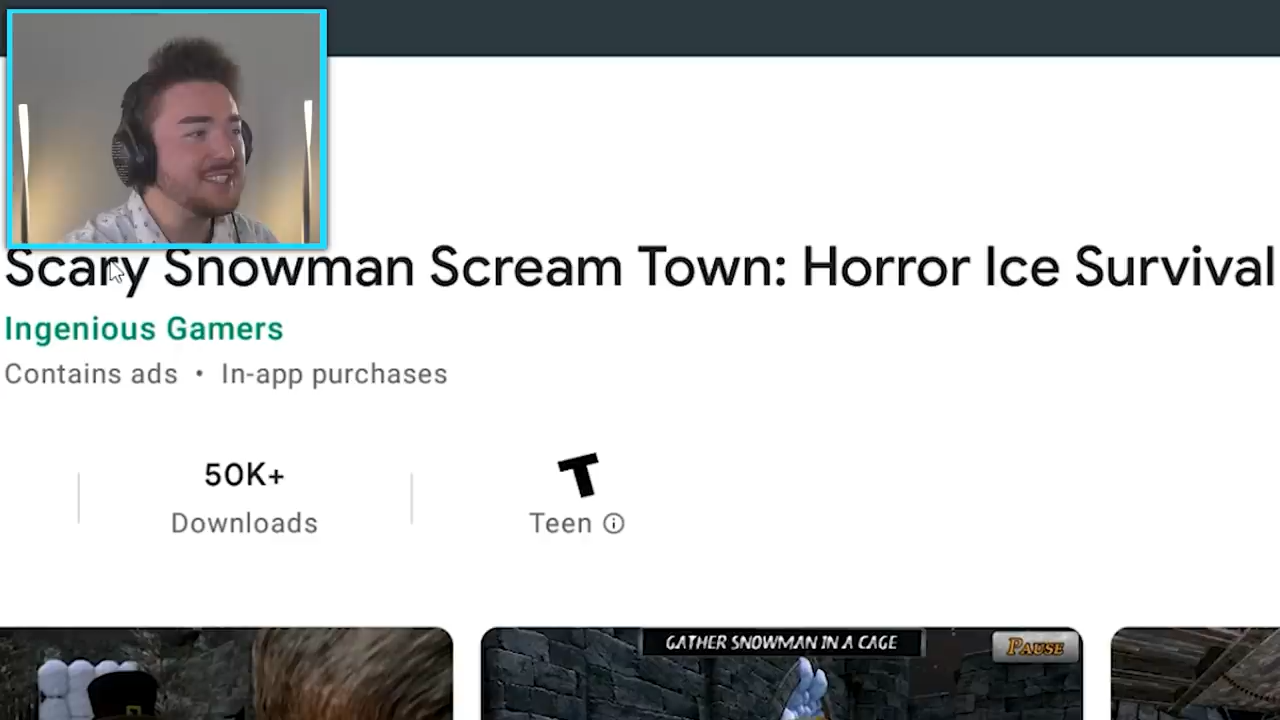 Scary Snowman Scream Town: Horror Ice Survival
Ingenious Gamers
Contains ads • In-app purchases
50K+
Downloads
T
Teen
GATHER SNOWMAN IN A CAGE
PAUSE